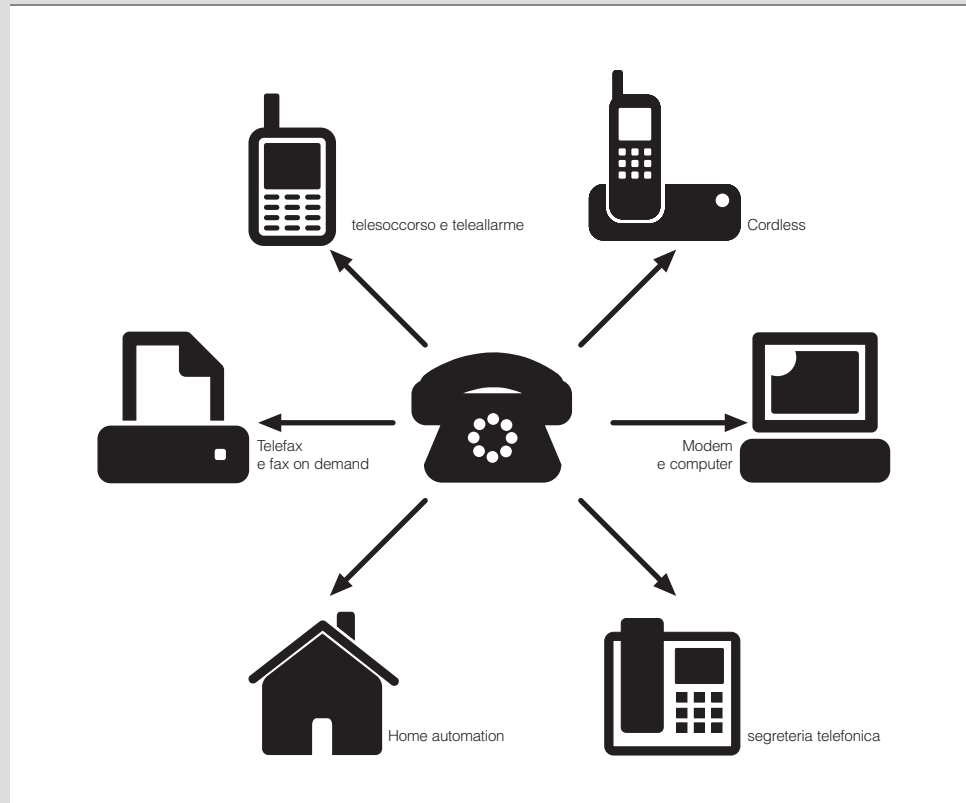 telesoccorso e teleallarme
Cordless
Telefax
e fax on demand
Modem
e computer
Home automation
segreteria telefonica